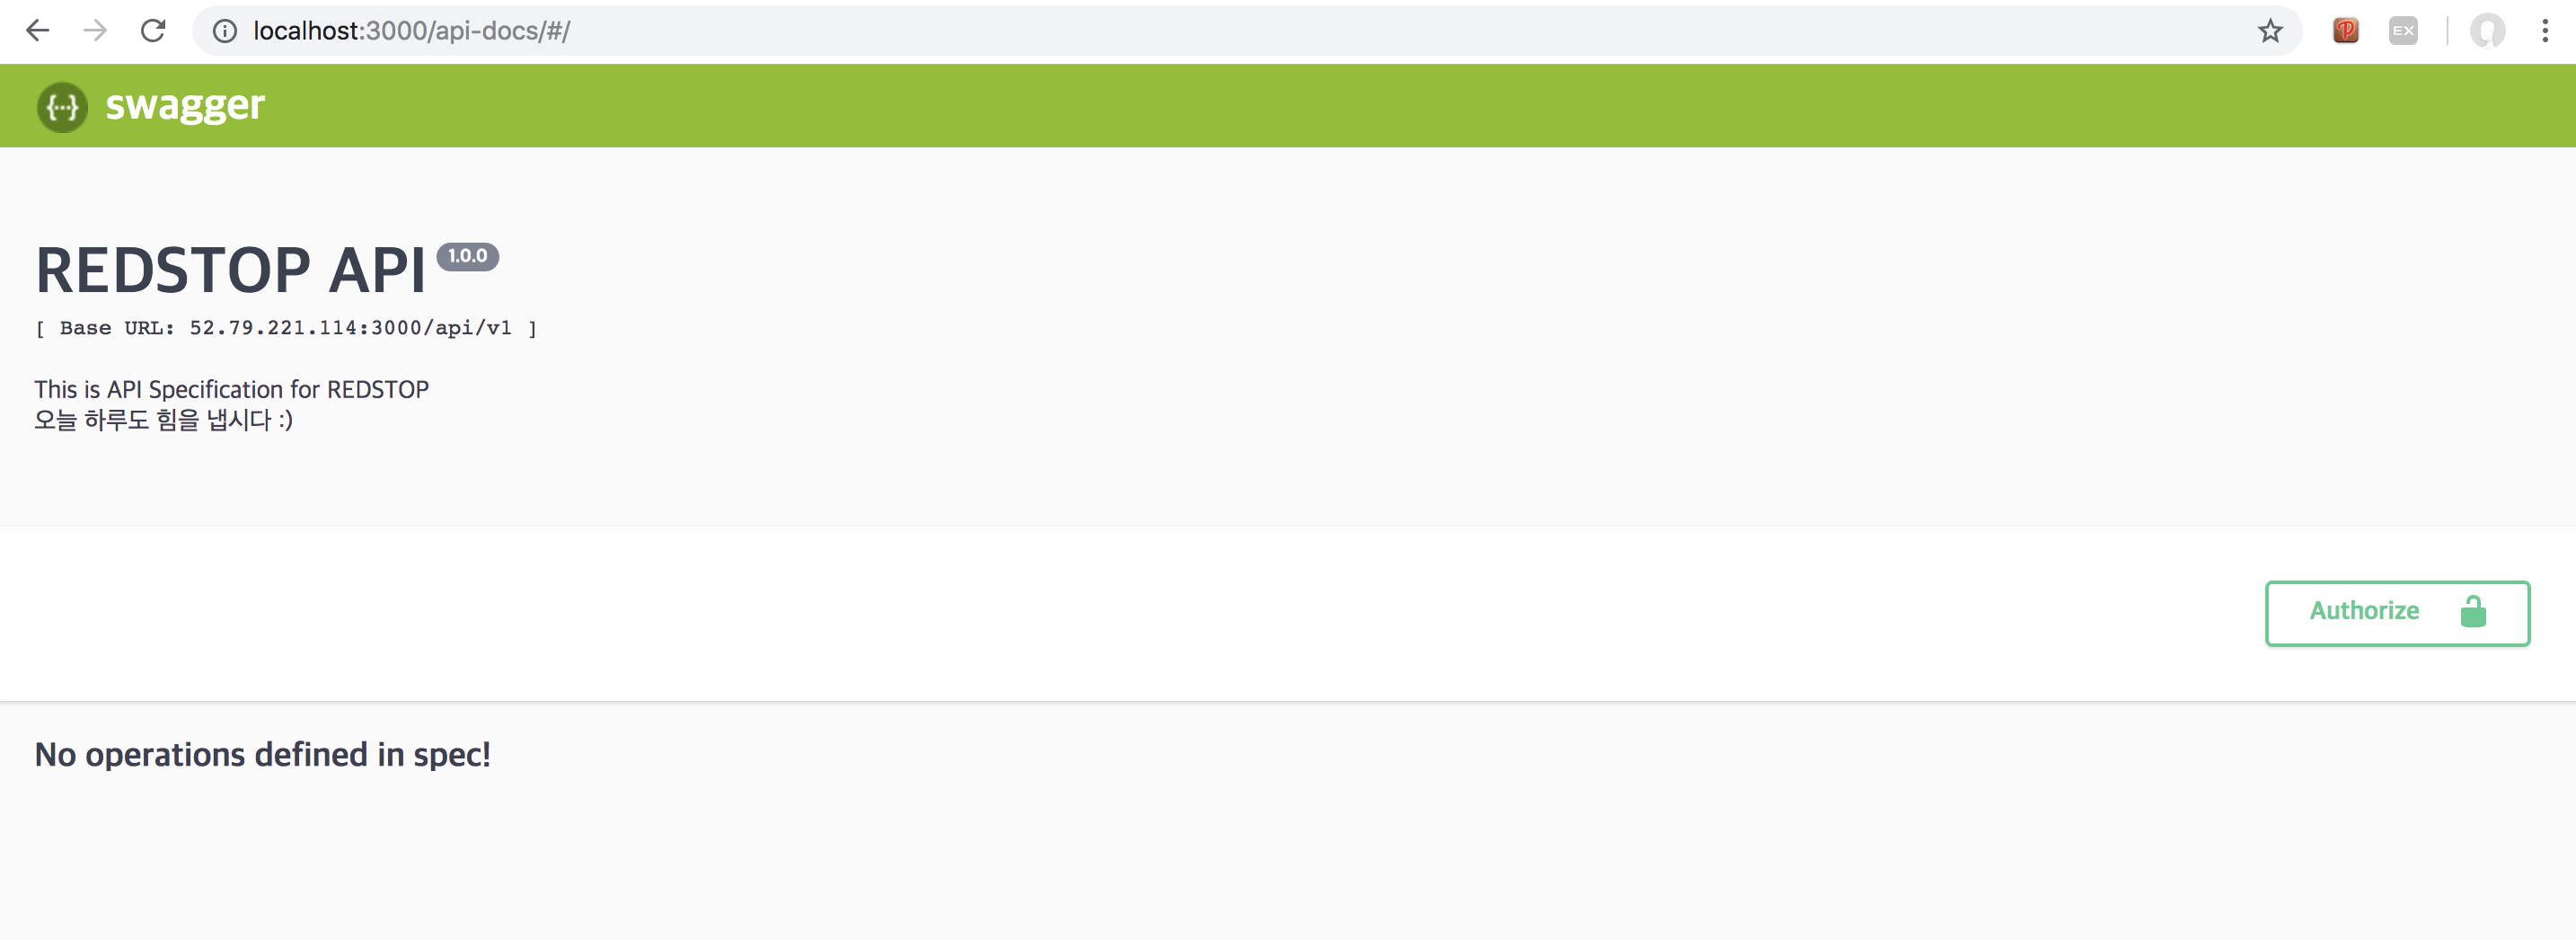 localhost:3000/api-docs/#/
EX
{...} swagger
REDSTOP API 1.0.0
[ Base URL: 52.79.221.114:3000/api/v1 ]
This is API Specification for REDSTOP
오늘 하루도 힘을 냅시다 :)
Authorize
No operations defined in spec!